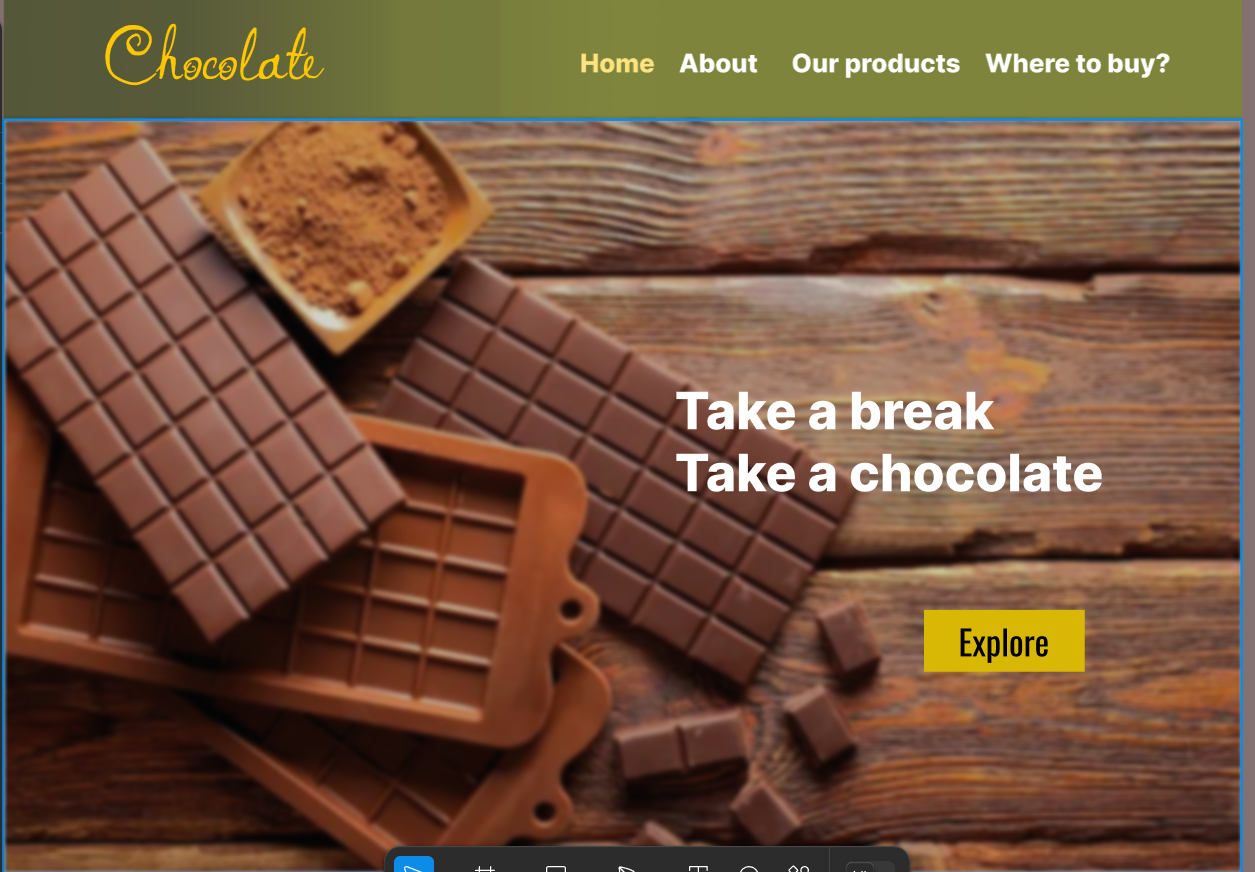 Chocolate
Home About Our products Where to buy?
Take a break
Take a chocolate
Explore